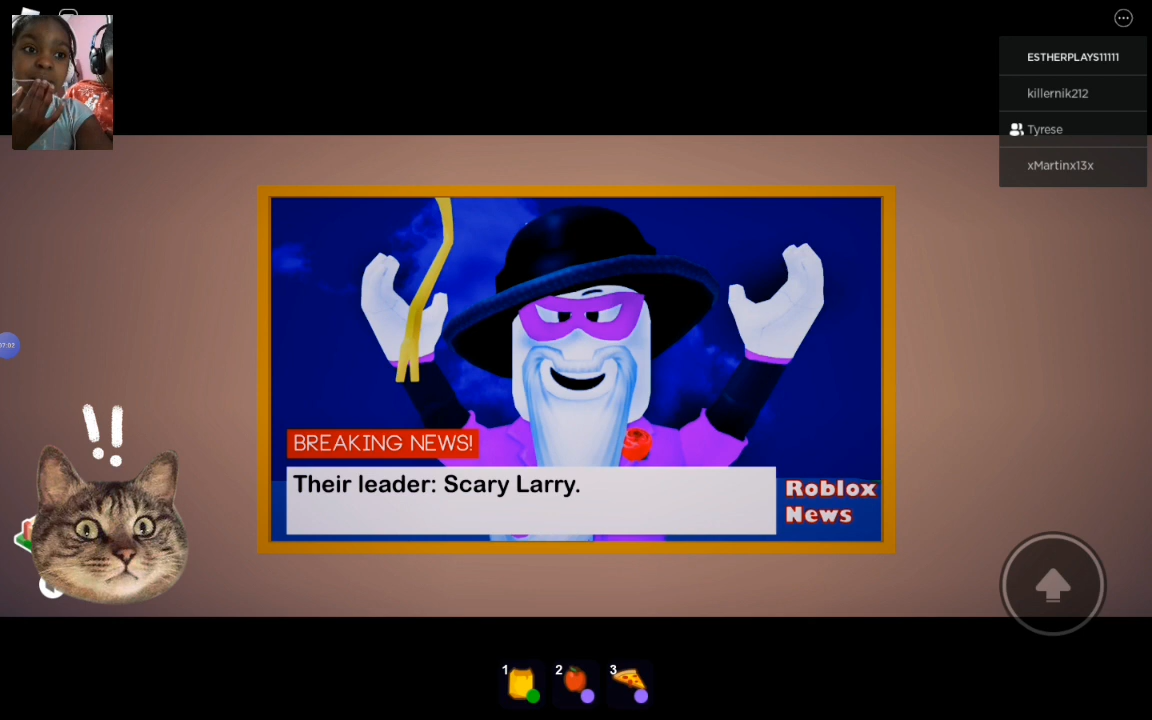 ESTHERPLAYS11111
killernik212
Tyrese
xMartinx13x
BREAKING NEWS!
Their leader: Scary Larry.
Roblox
News
!!
1
2
3